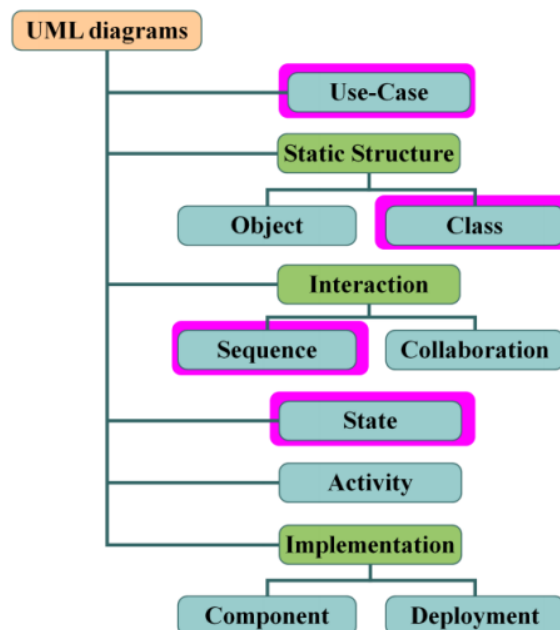 UML diagrams
Use-Case
Static Structure
Object
Class
Interaction
Sequence
Collaboration
State
Activity
Implementation
Component
Deployment